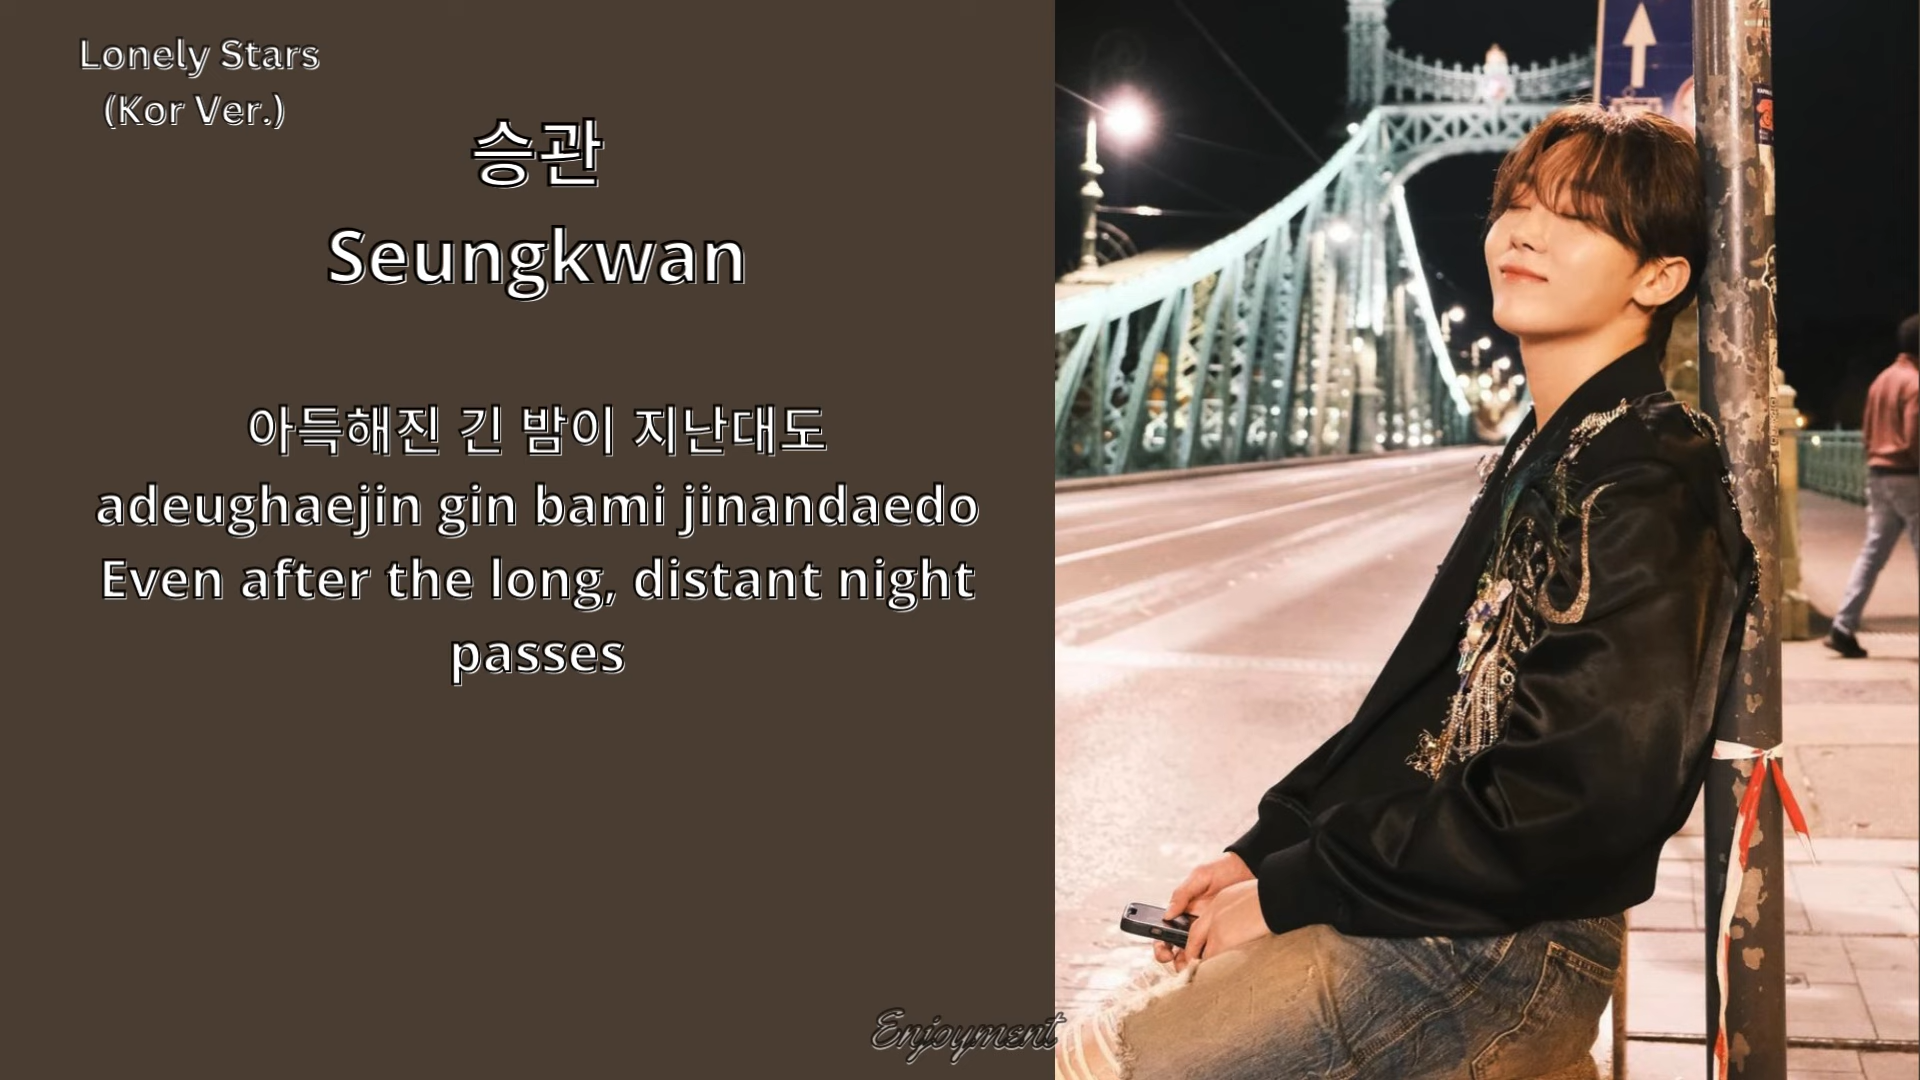 Lonely Stars
(Kor Ver.)
승관
Seungkwan
아득해진 긴 밤이 지난대도
adeughaejin gin bami jinandaedo
Even after the long, distant night
passes
Enjoyment